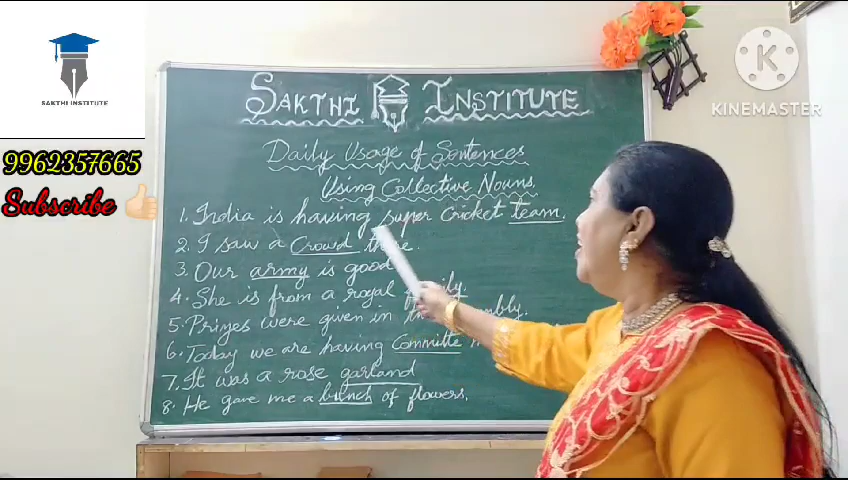 SAKTHI INSTITUTE
9962357665
Subscribe
KINEMASTER
SAKTHI INSTITUTE
Daily Usage of Sentences
Using Collective Nouns.
1. India is having super Cricket team.
2. I saw a Crowd there.
3. Our army is good
4. She is from a royal family.
5. Prizes were given in the
6. Today we are having Committe
7. It was a rose garland
8. He gave me a bunch of flowers.